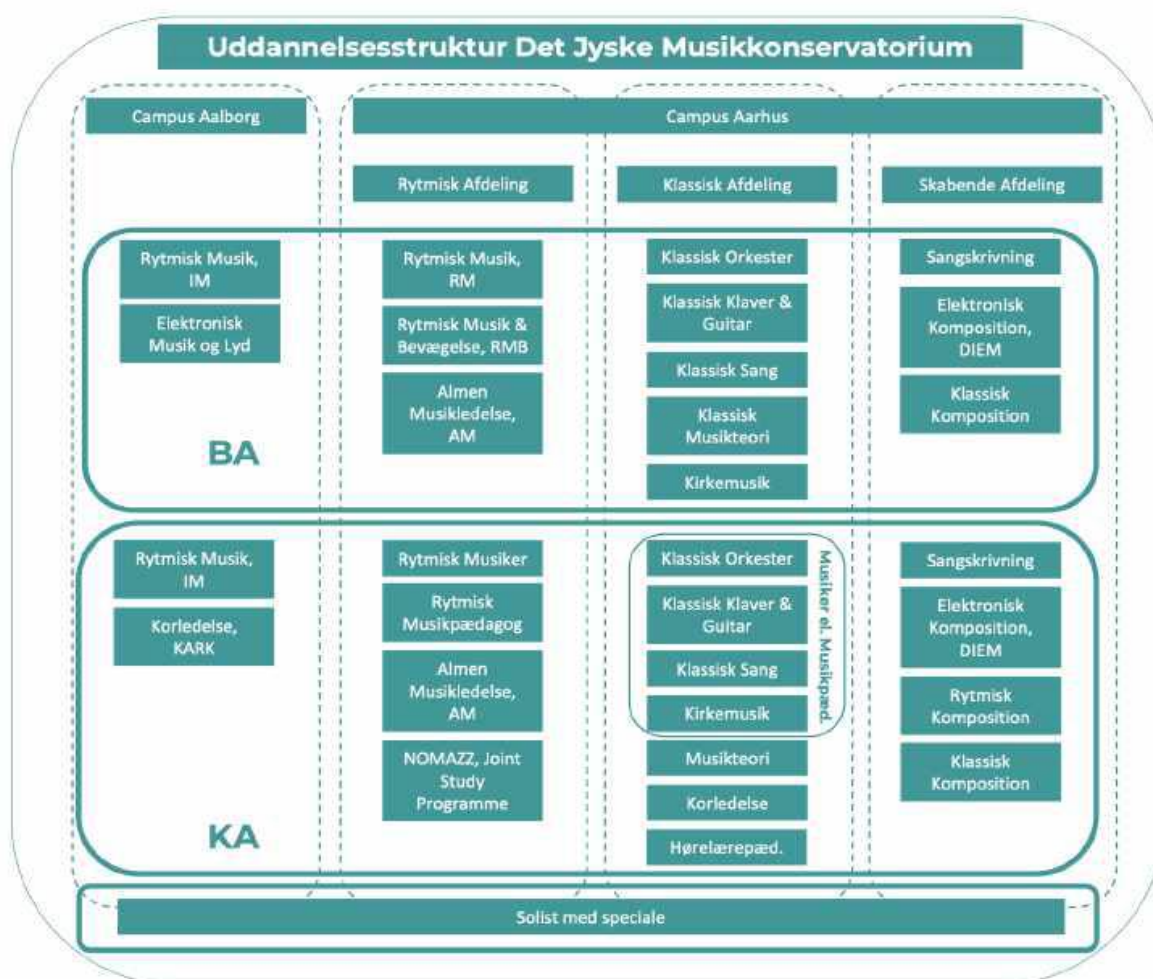 Uddannelsesstruktur Det Jyske Musikkonservatorium
Campus Aalborg
Campus Aarhus
Rytmisk Afdeling
Klassisk Afdeling
Skabende Afdeling
Rytmisk Musik,
IM
Elektronisk
Musik og Lyd
BA
Rytmisk Musik,
RM
Rytmisk Musik &
Bevægelse, RMB
Almen
Musikledelse,
AM
Klassisk Orkester
Klassisk Klaver &
Guitar
Klassisk Sang
Klassisk
Musikteori
Kirkemusik
Sangskrivning
Elektronisk
Komposition,
DIEM
Klassisk
Komposition
Rytmisk Musik,
IM
Korledelse,
KARK
KA
Rytmisk Musiker
Rytmisk
Musikpædagog
Almen
Musikledelse,
AM
NOMAZZ, Joint
Study
Programme
Klassisk Orkester
Klassisk Klaver &
Guitar
Klassisk Sang
Kirkemusik
Musiker el. Musikpæd.
Musikteori
Korledelse
Hørelærepæd.
Sangskrivning
Elektronisk
Komposition,
DIEM
Rytmisk
Komposition
Klassisk
Komposition
Solist med speciale